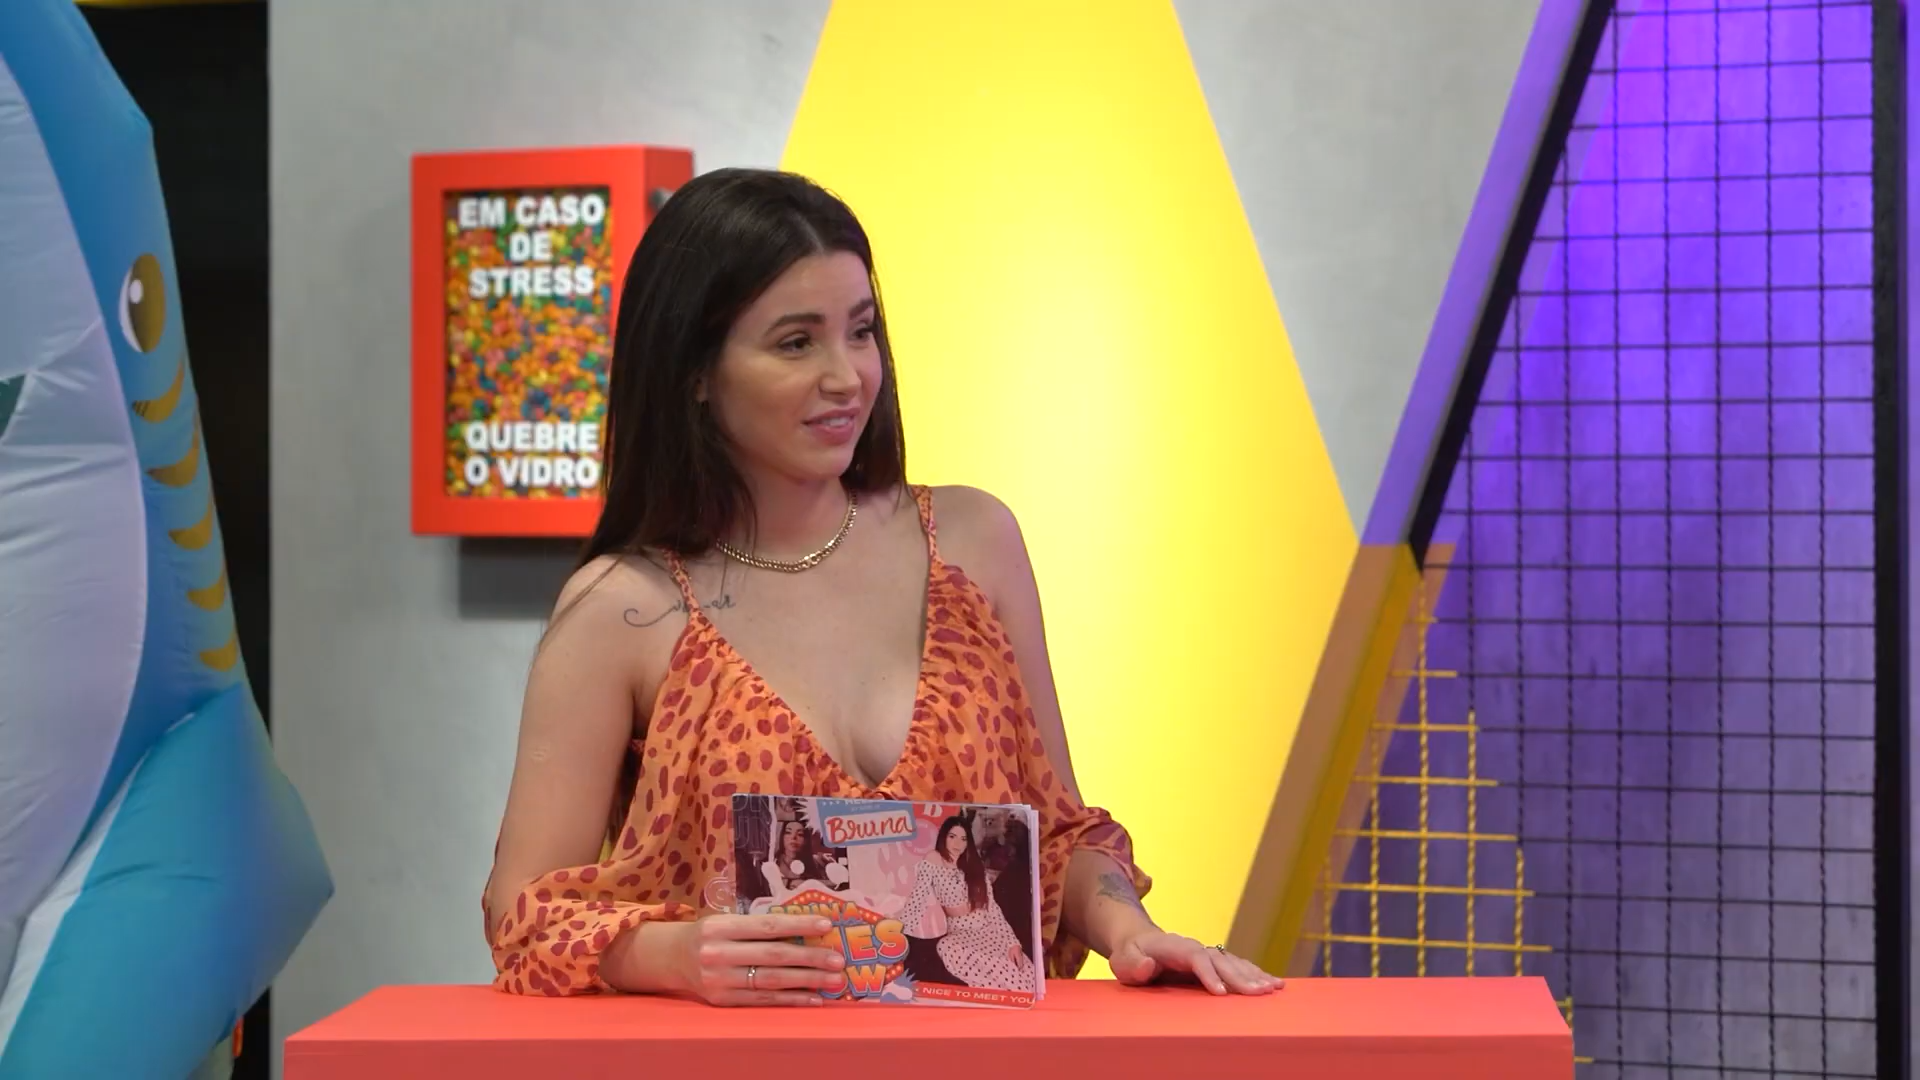 EM CASO
DE
STRESS
QUEBRE
O VIDRO
Bruna
NICE TO MEET YOU